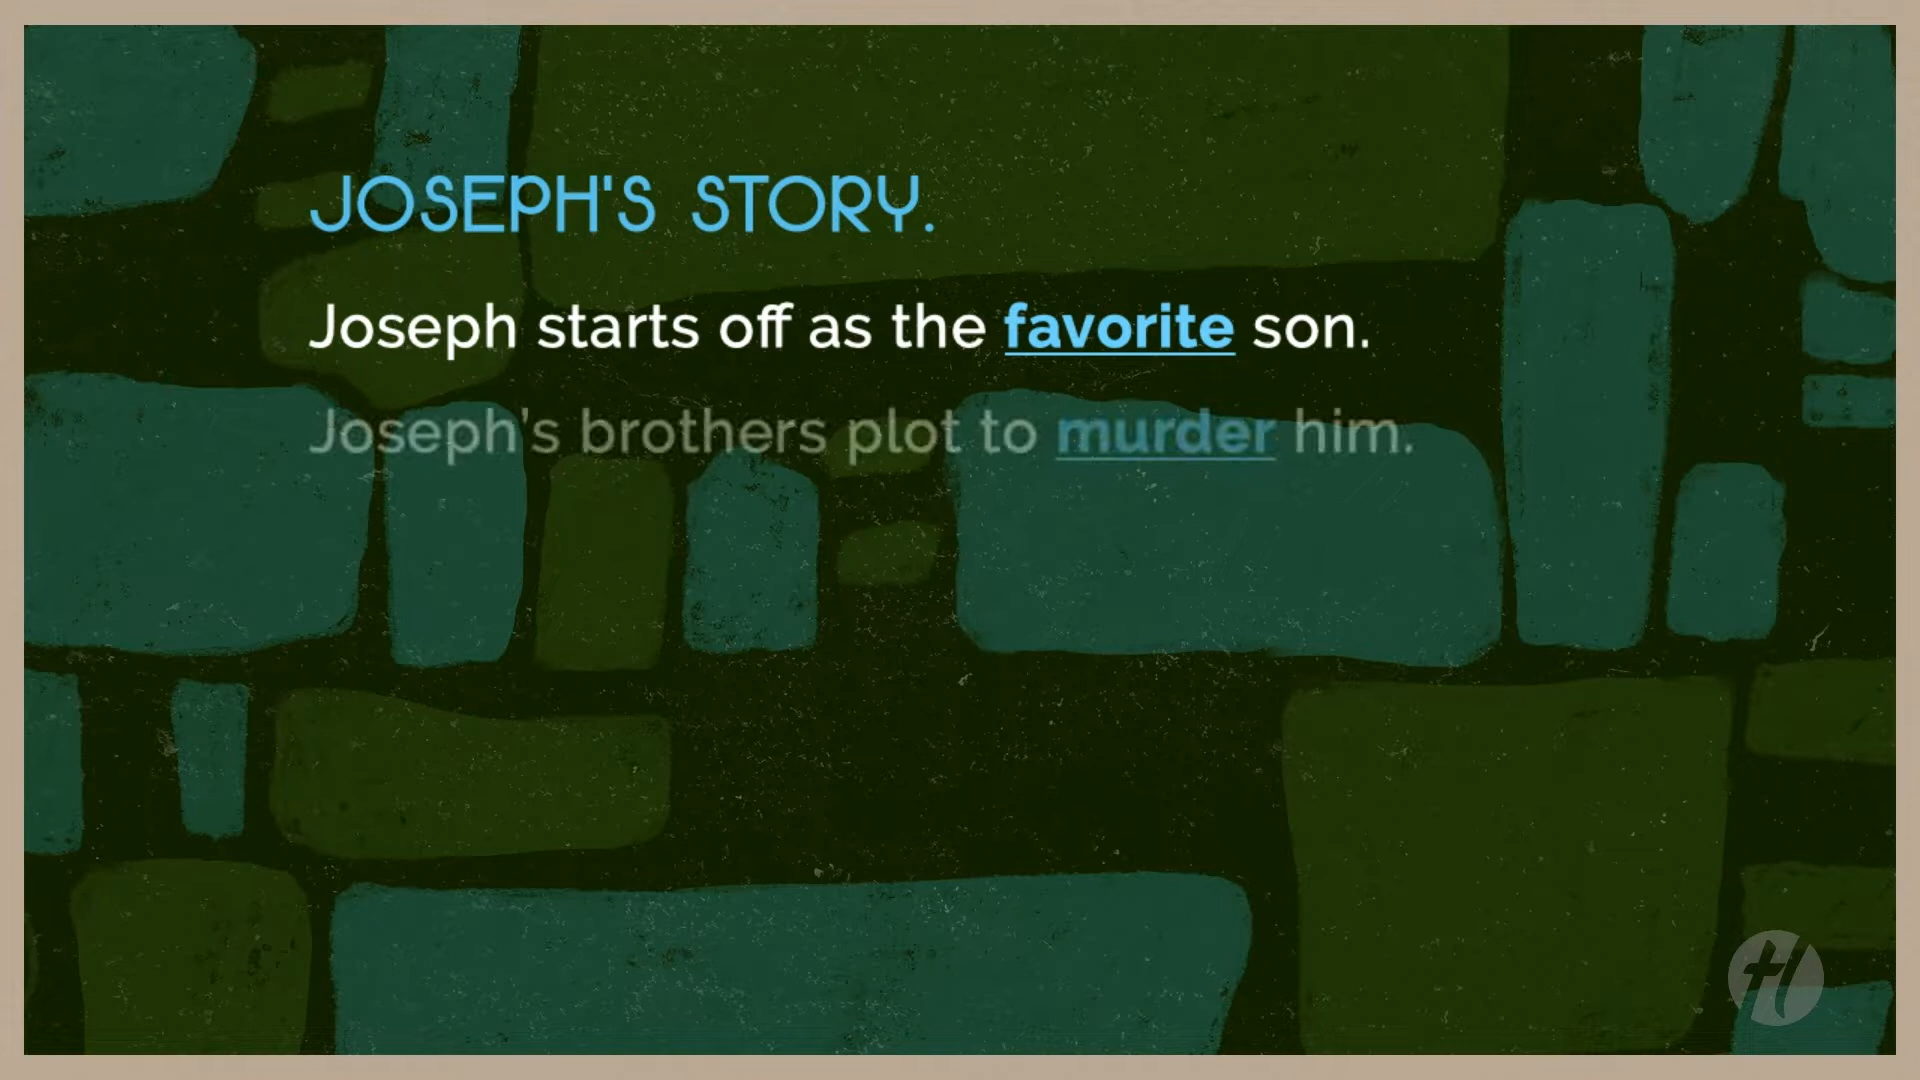 JOSEPH'S STORY.
Joseph starts off as the favorite son.
Joseph's brothers plot to murder him.